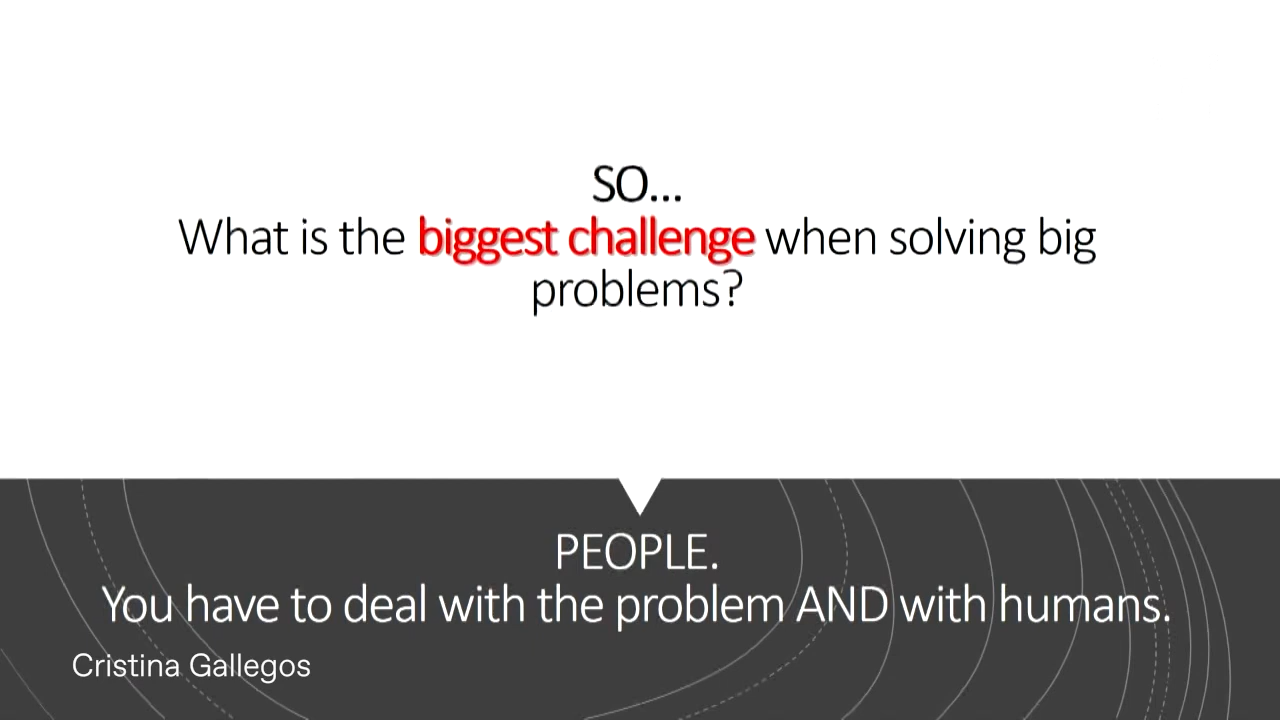 SO...
What is the biggest challenge when solving big
problems?
PEOPLE.
You have to deal with the problem AND with humans.
Cristina Gallegos